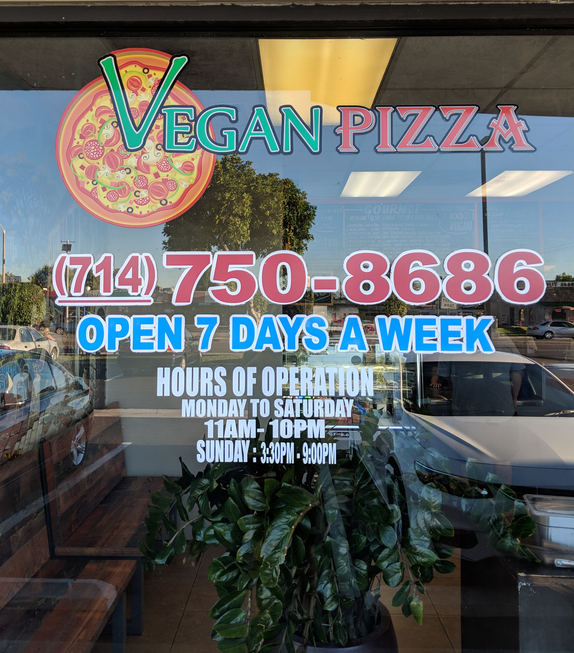 VEGAN PIZZA
(714) 750-8686
OPEN 7 DAYS A WEEK
HOURS OF OPERATION
MONDAY TO SATURDAY
11AM- 10PM
SUNDAY : 3:30PM - 9:00PM